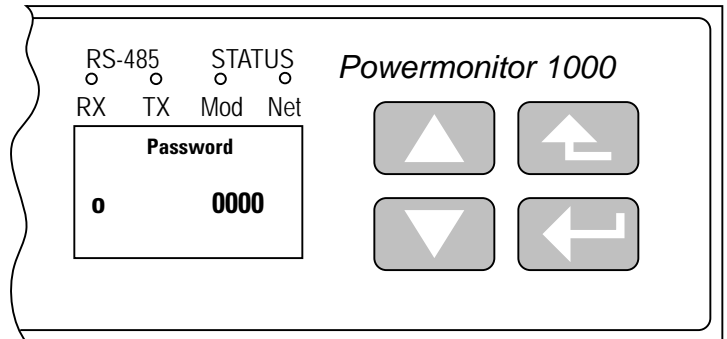 RS-485 STATUS
Powermonitor 1000
RX TX Mod Net
Password
o 0000